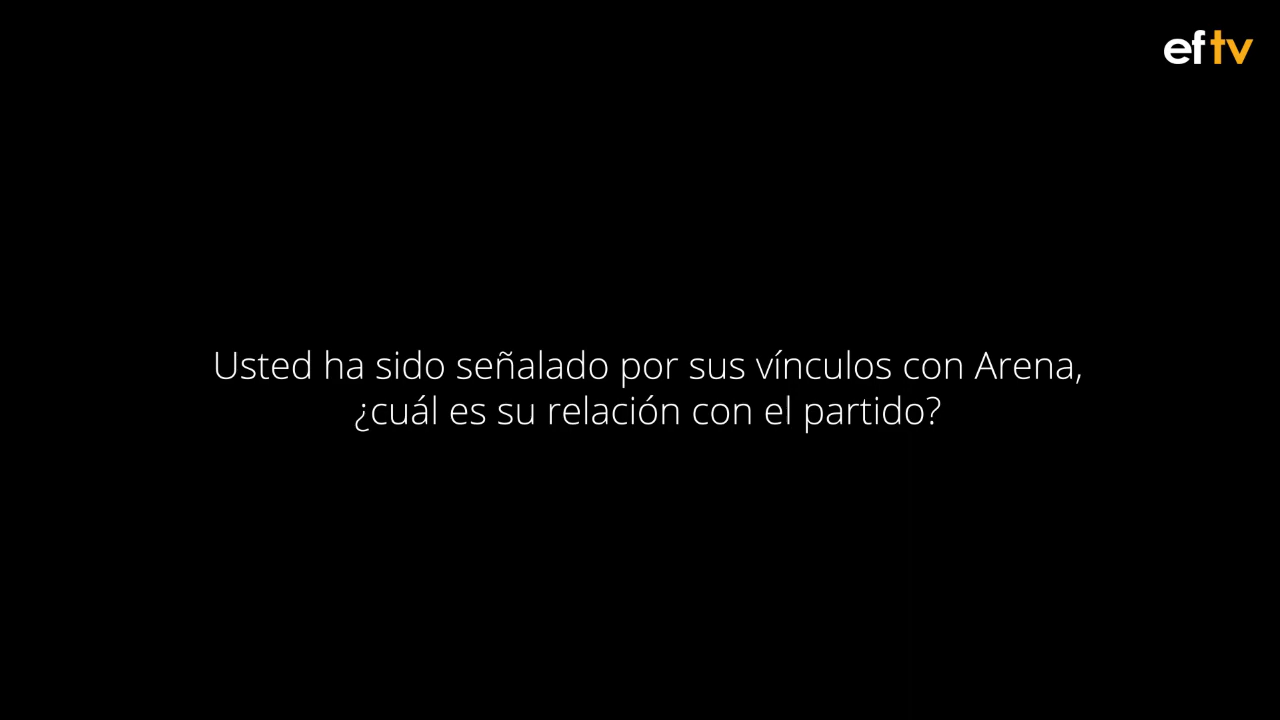 eftv
Usted ha sido señalado por sus vínculos con Arena,
¿cuál es su relación con el partido?